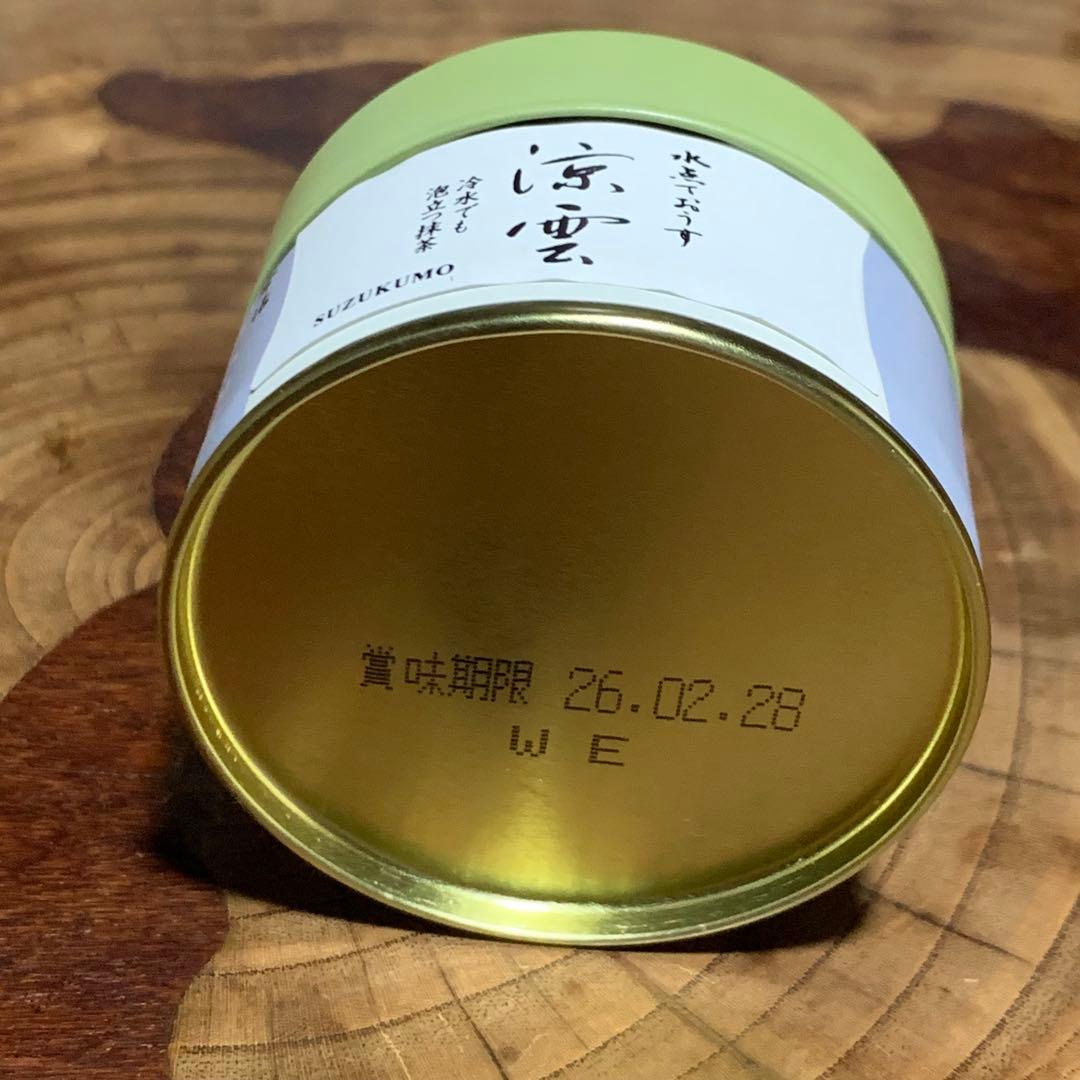 水点ておうす
涼雲
冷水でも
泡立つ抹茶
SUZUKUMO
賞味期限 26.02.28
W E